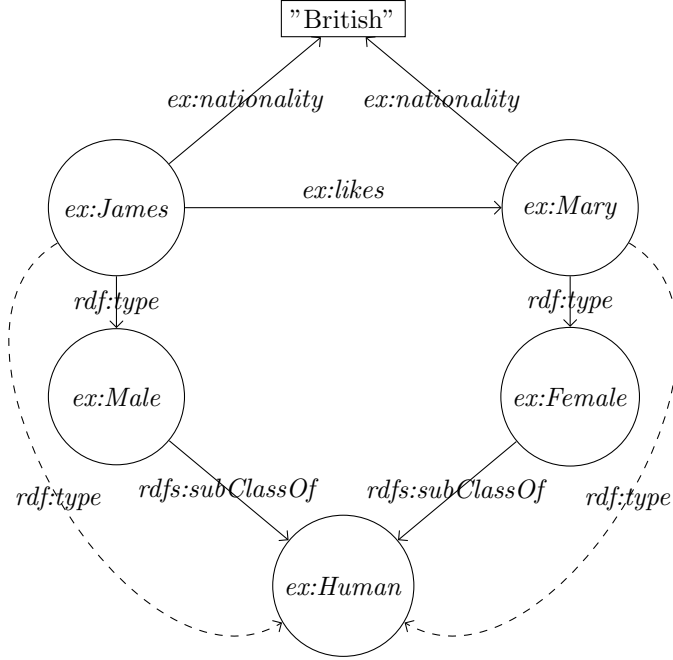 "British"
ex:nationality ex:nationality
ex:James ex:likes ex:Mary
rdf:type rdf:type
ex:Male ex:Female
rdfs:subClassOf rdfs:subClassOf
rdf:type rdf:type
ex:Human